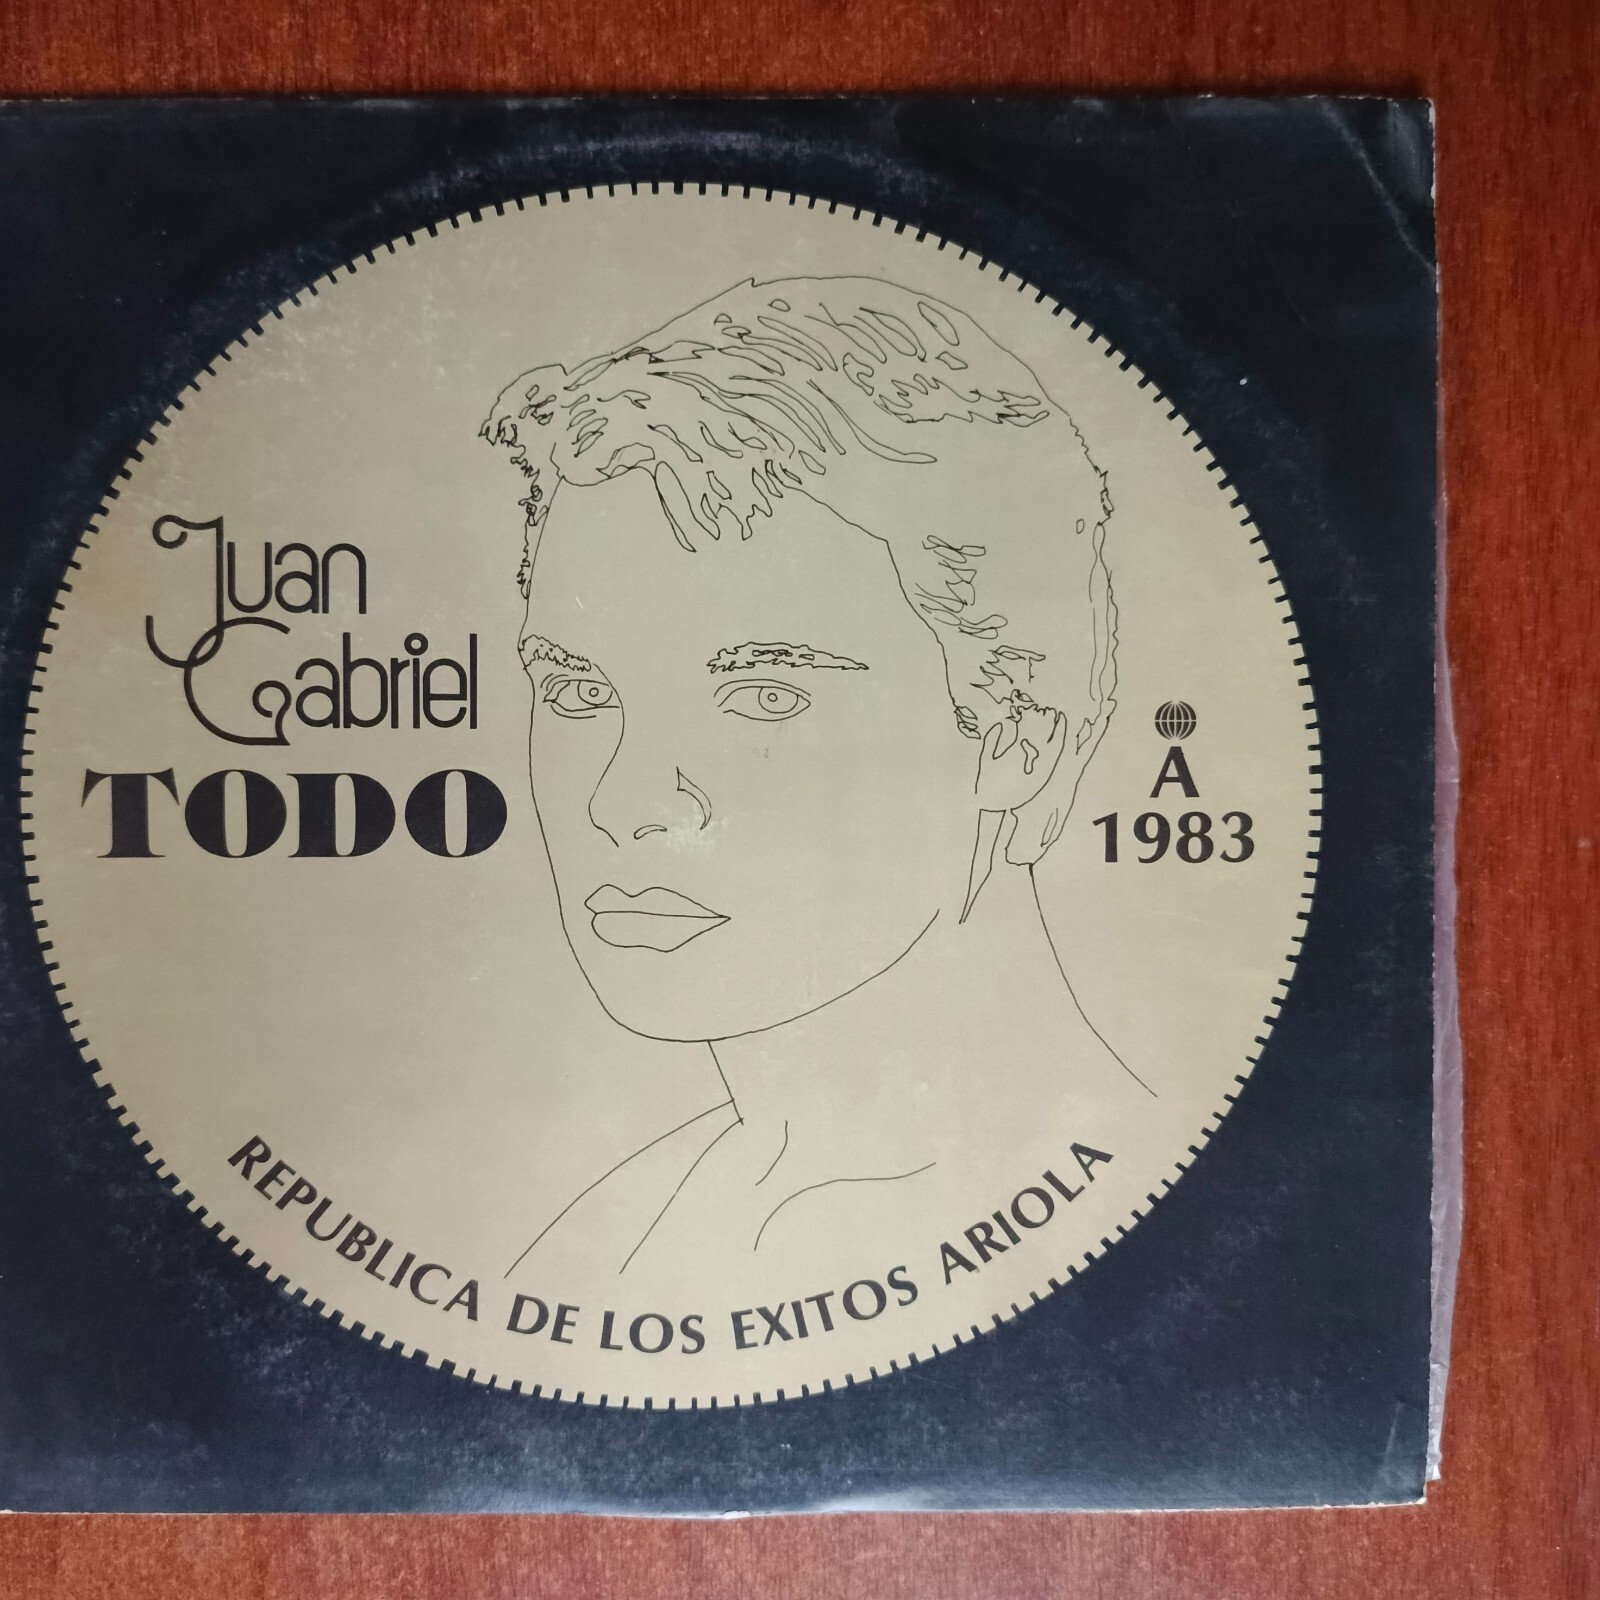 Juan
Gabriel
TODO
A
1983
REPUBLICA DE LOS EXITOS ARIOLA